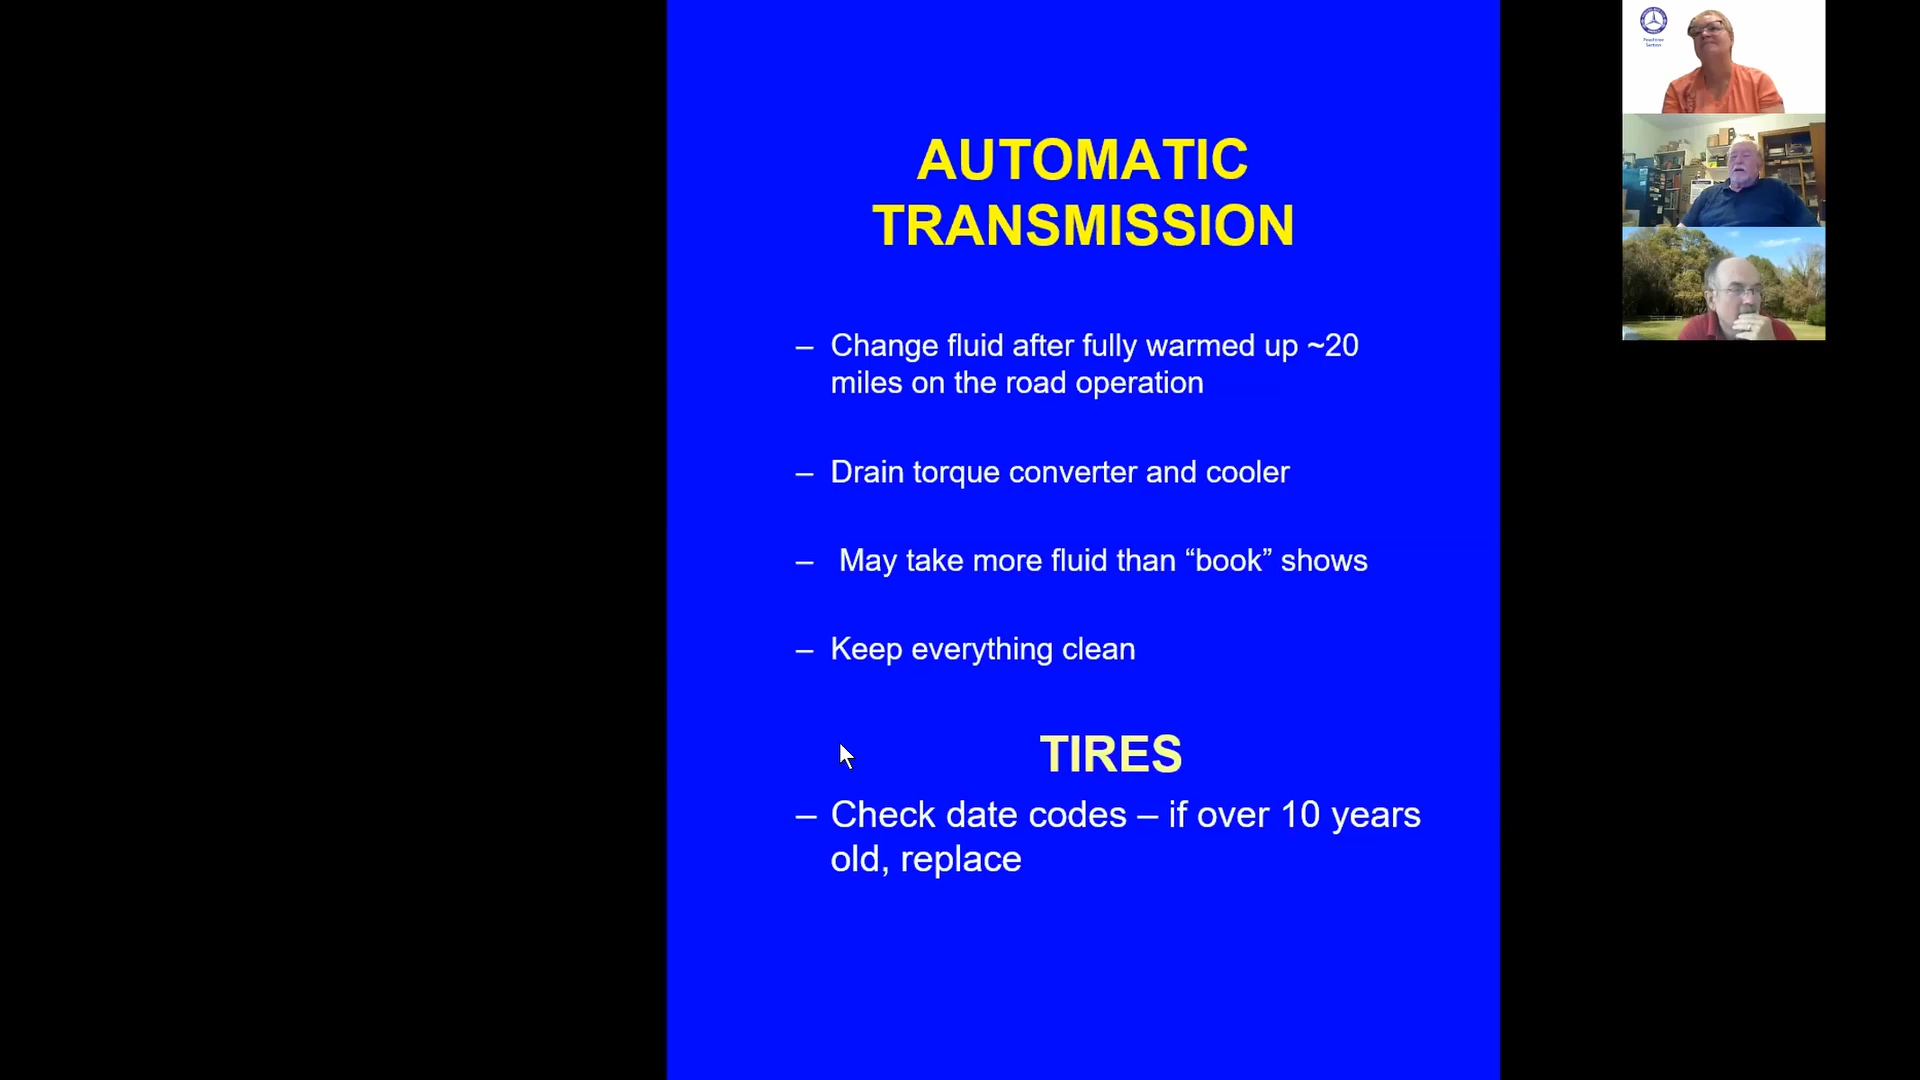 AUTOMATIC
TRANSMISSION
– Change fluid after fully warmed up ~20
miles on the road operation
– Drain torque converter and cooler
– May take more fluid than “book” shows
– Keep everything clean
TIRES
– Check date codes – if over 10 years
old, replace
Peachtree
Section